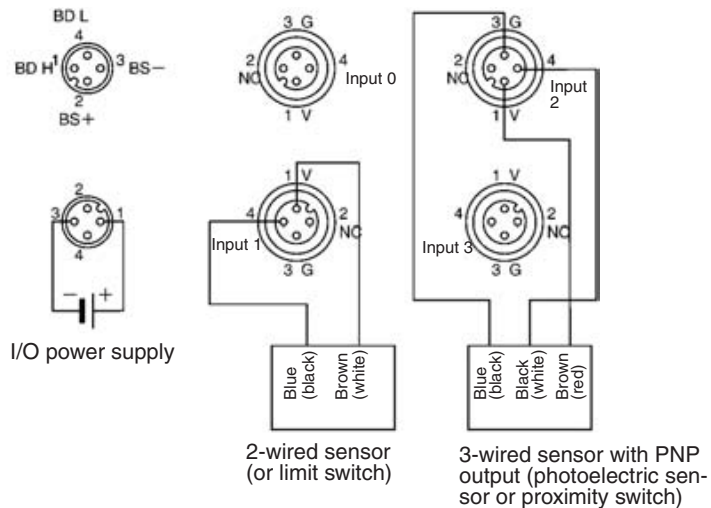 BD L
4
BD H 1
3 BS−
2
BS+
3 G
2
NC
4
Input 0
1 V
3 G
2
NC
4
Input
2
1 V
2
3
1
4
− +
I/O power supply
1 V
4
2
NC
Input 1
3 G
1 V
4
2
NC
Input 3
3 G
Blue
(black)
Brown
(white)
Blue
(black)
Black
(white)
Brown
(red)
2-wired sensor
(or limit switch)
3-wired sensor with PNP
output (photoelectric sen-
sor or proximity switch)